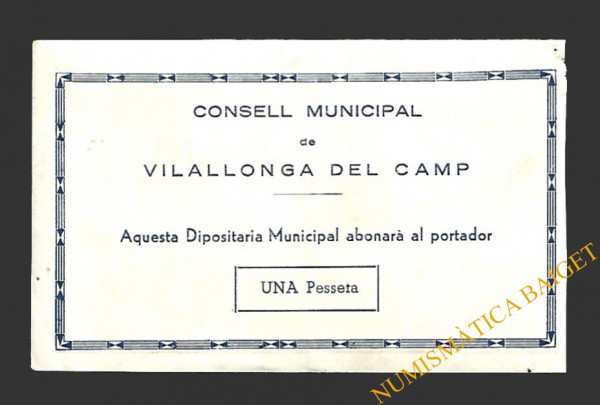 CONSELL MUNICIPAL
de
VILALLONGA DEL CAMP
Aquesta Dipositaria Municipal abonarà al portador
UNA Pesseta
NUMISMÀTICA BAIGET